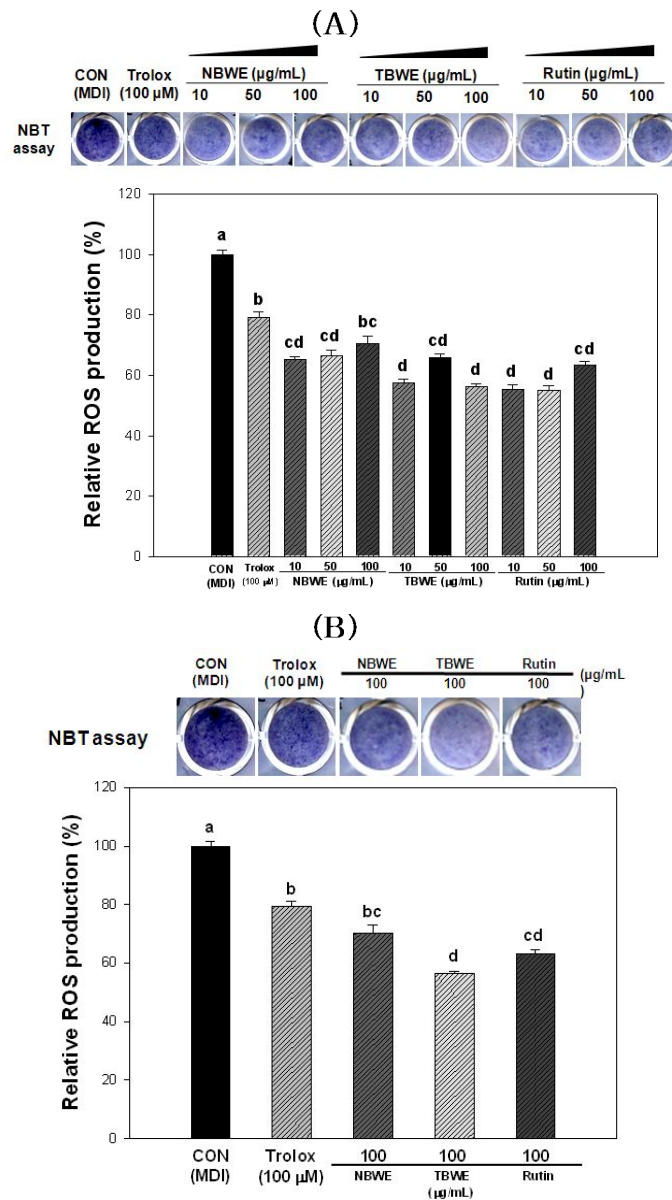 (A)
CON (MDI)
Trolox (100 µM)
NBWE (µg/mL)
10 50 100
TBWE (µg/mL)
10 50 100
Rutin (µg/mL)
10 50 100
NBT assay
Relative ROS production (%)
120
100
80
60
40
20
0
a
b
cd
cd
bc
d
cd
d
d
d
cd
CON (MDI)
Trolox (100 µM)
10 50 100
NBWE (µg/mL)
10 50 100
TBWE (µg/mL)
10 50 100
Rutin (µg/mL)
(B)
CON (MDI)
Trolox (100 µM)
NBWE TBWE Rutin
100 100 100
(µg/mL)
NBT assay
Relative ROS production (%)
120
100
80
60
40
20
0
a
b
bc
d
cd
CON (MDI)
Trolox (100 µM)
100 100 100
NBWE TBWE Rutin
(µg/mL)